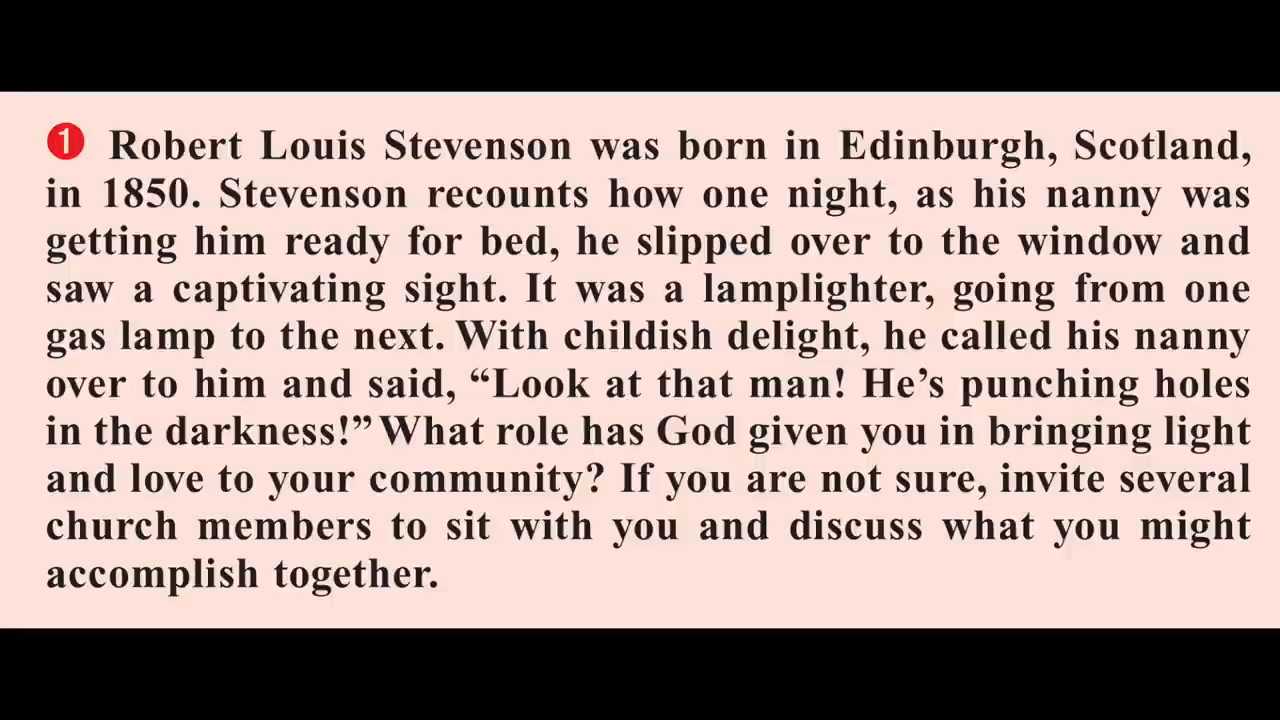 1 Robert Louis Stevenson was born in Edinburgh, Scotland,
in 1850. Stevenson recounts how one night, as his nanny was
getting him ready for bed, he slipped over to the window and
saw a captivating sight. It was a lamplighter, going from one
gas lamp to the next. With childish delight, he called his nanny
over to him and said, “Look at that man! He’s punching holes
in the darkness!” What role has God given you in bringing light
and love to your community? If you are not sure, invite several
church members to sit with you and discuss what you might
accomplish together.